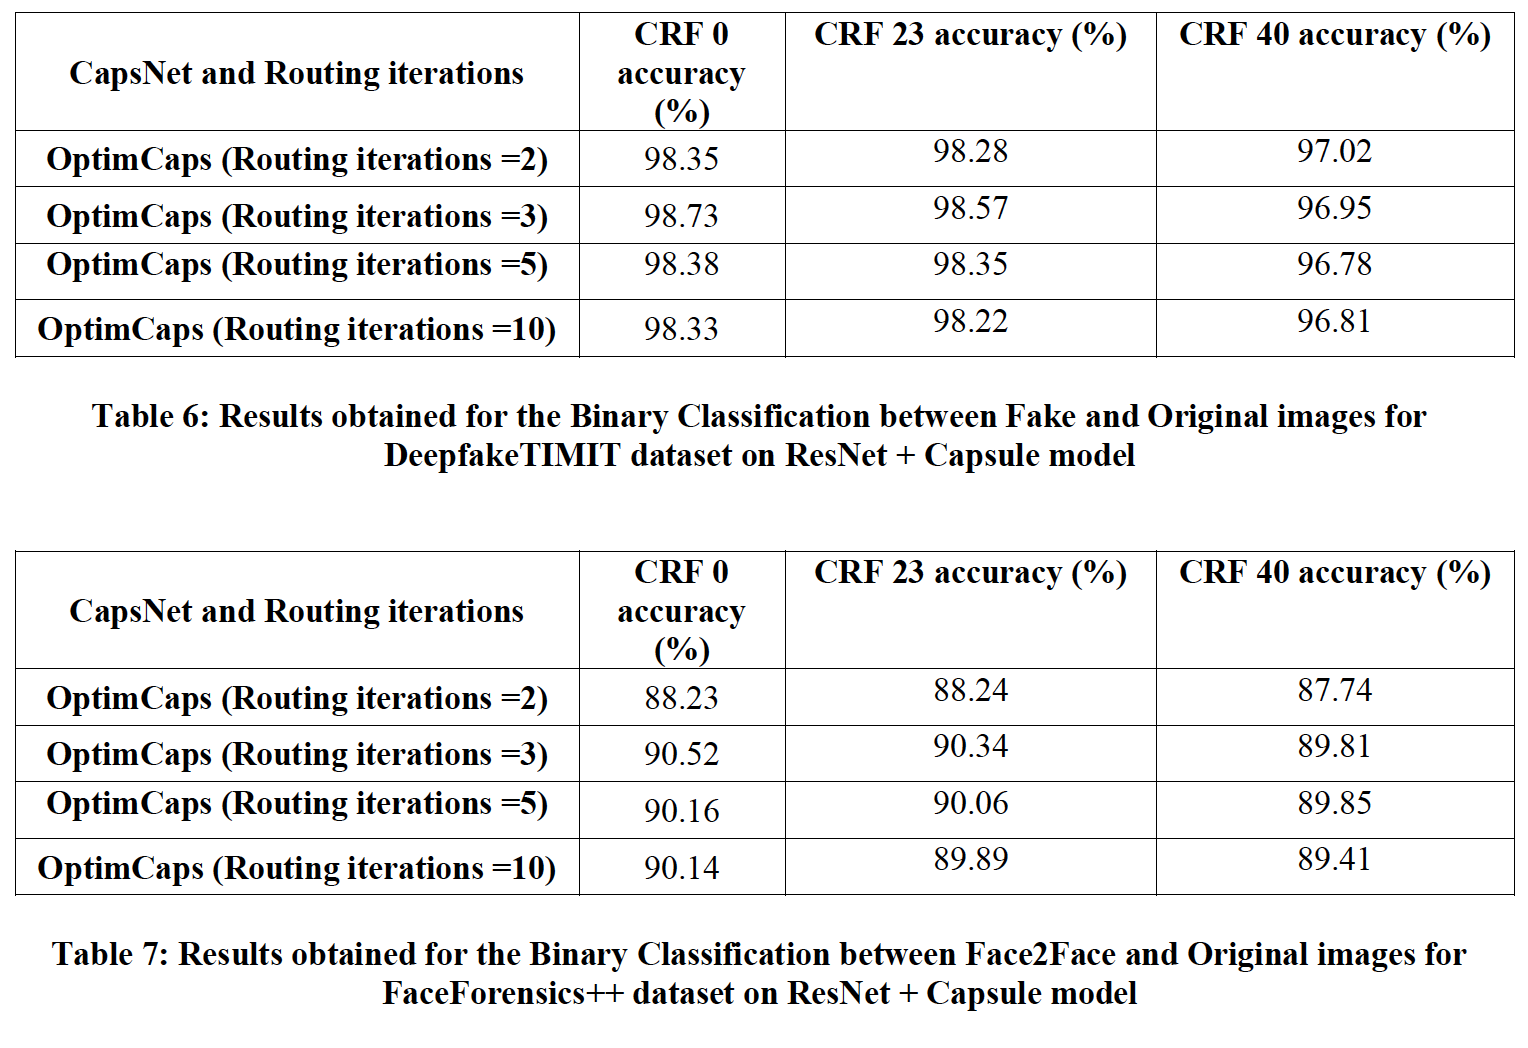 CapsNet and Routing iterations CRF 0 accuracy (%) CRF 23 accuracy (%) CRF 40 accuracy (%)
OptimCaps (Routing iterations =2) 98.35 98.28 97.02
OptimCaps (Routing iterations =3) 98.73 98.57 96.95
OptimCaps (Routing iterations =5) 98.38 98.35 96.78
OptimCaps (Routing iterations =10) 98.33 98.22 96.81
Table 6: Results obtained for the Binary Classification between Fake and Original images for
DeepfakeTIMIT dataset on ResNet + Capsule model
CapsNet and Routing iterations CRF 0 accuracy (%) CRF 23 accuracy (%) CRF 40 accuracy (%)
OptimCaps (Routing iterations =2) 88.23 88.24 87.74
OptimCaps (Routing iterations =3) 90.52 90.34 89.81
OptimCaps (Routing iterations =5) 90.16 90.06 89.85
OptimCaps (Routing iterations =10) 90.14 89.89 89.41
Table 7: Results obtained for the Binary Classification between Face2Face and Original images for
FaceForensics++ dataset on ResNet + Capsule model